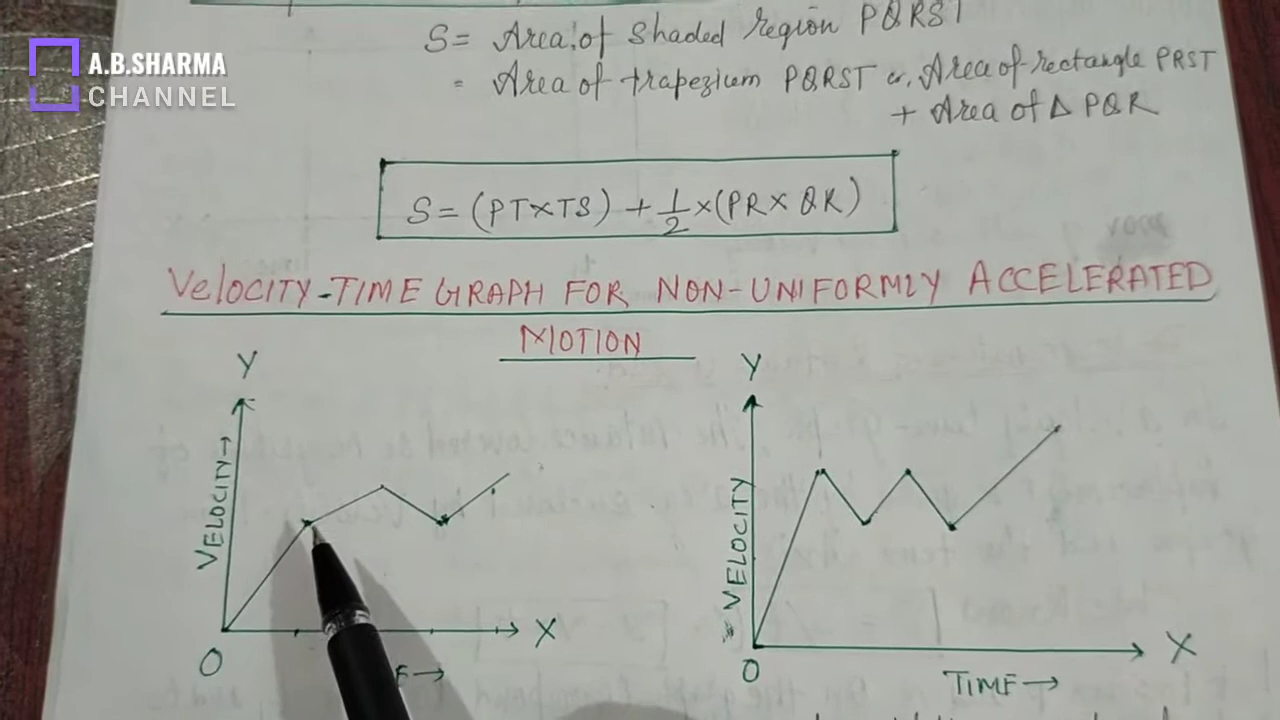 A.B.SHARMA
CHANNEL
S = Area of shaded region PQRST
= Area of trapezium PQRST or Area of rectangle PRST
+ Area of Δ PQR
S = (PT×TS) + 1/2 × (PR × QR)
VELOCITY-TIME GRAPH FOR NON-UNIFORMLY ACCELERATED
MOTION
Y
VELOCITY→
O
X
E→
Y
VELOCITY
O
X
TIME→